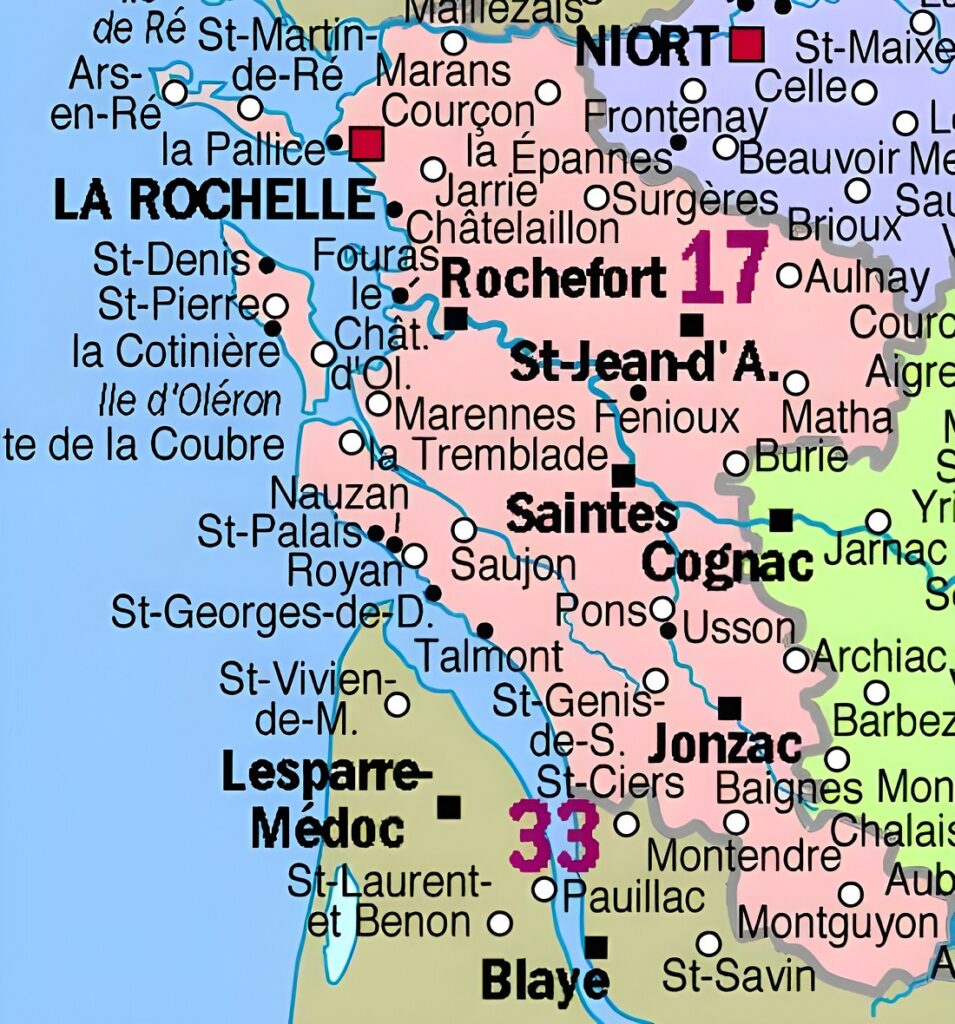 Maillezais
de Ré
St-Martin-
de-Ré
NIORT
St-Maixe
Ars-
en-Ré
Marans
Celle
Courçon
Frontenay
la Pallice
la
Jarrie
Épannes
Beauvoir
Me
LA ROCHELLE
Surgères
Sau
Châtelaillon
Brioux
St-Denis
Fouras
Rochefort
17
Aulnay
St-Pierre
le
Chât.-
d'Ol.
Courc
la Cotinière
St-Jean-d'A.
Aigre
Ile d'Oléron
Marennes
Fenioux
Matha
te de la Coubre
la Tremblade
Burie
Nauzan
Saintes
Yri
St-Palais
Cognac
Jarnac
Royan
Saujon
St-Georges-de-D.
Pons
Usson
Talmont
Archiac
St-Vivien-
de-M.
St-Genis-
de-S.
Barbez
Jonzac
Lesparre-
Médoc
St-Ciers
Baignes
Mon
33
Chalais
Montendre
St-Laurent-
et Benon
Pauillac
Aub
Montguyon
Blaye
St-Savin